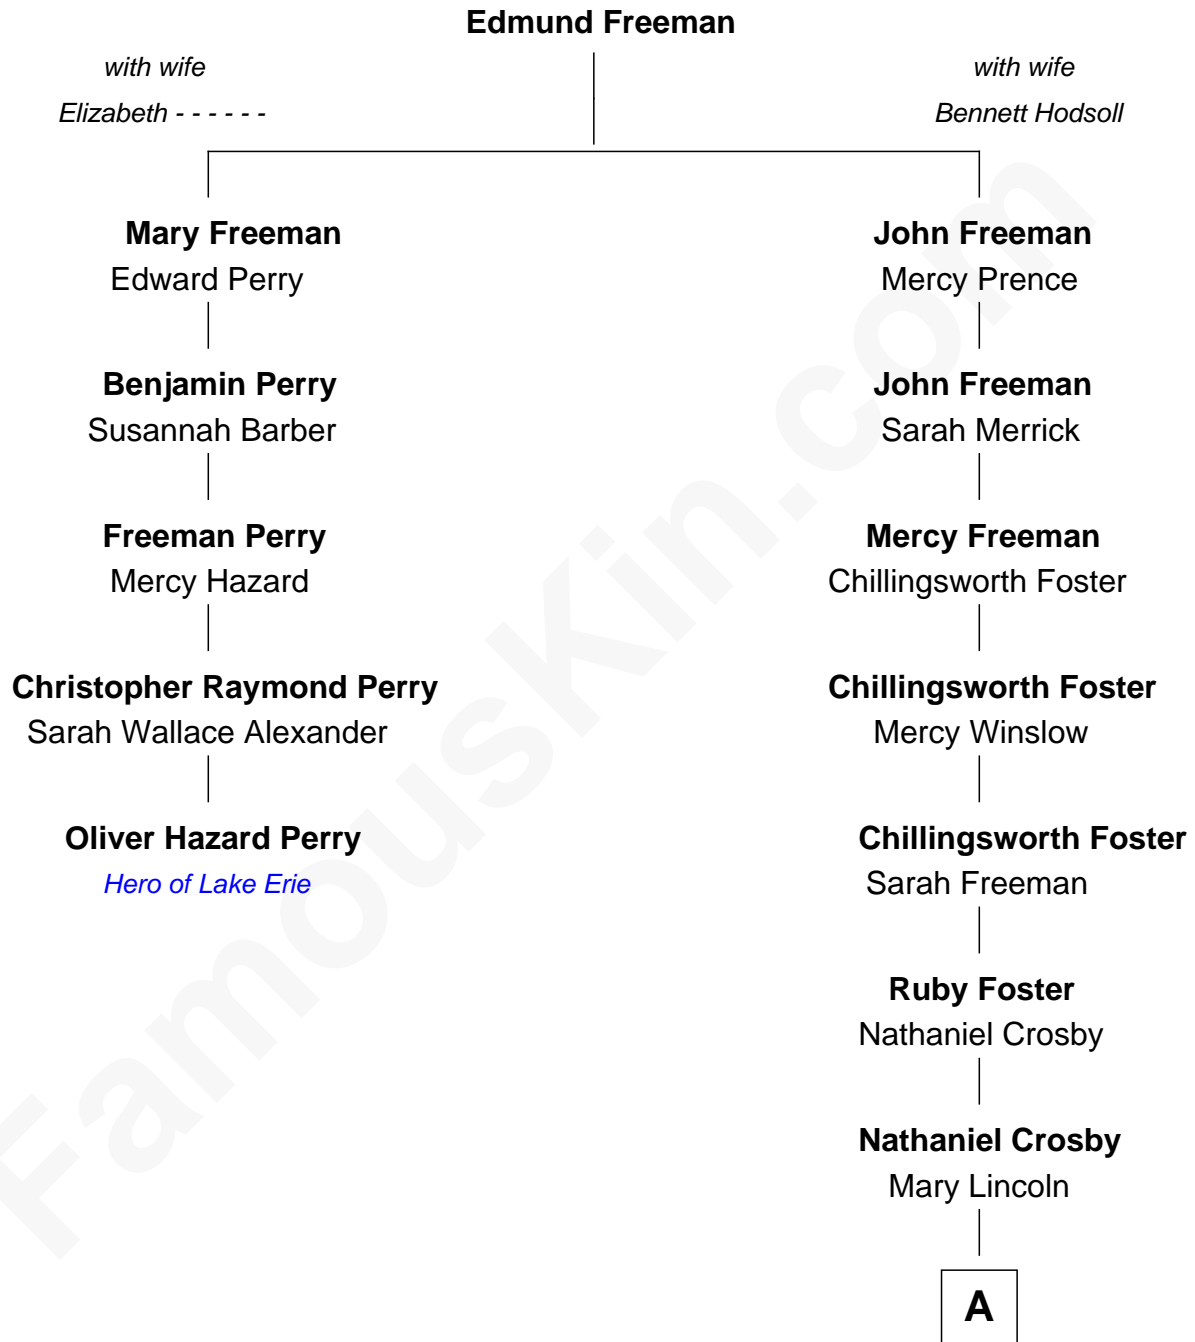 Edmund Freeman
with wife
Elizabeth - - - - - -
with wife
Bennett Hodsoll
Mary Freeman
Edward Perry
John Freeman
Mercy Prence
Benjamin Perry
Susannah Barber
John Freeman
Sarah Merrick
Freeman Perry
Mercy Hazard
Mercy Freeman
Chillingsworth Foster
Christopher Raymond Perry
Sarah Wallace Alexander
Chillingsworth Foster
Mercy Winslow
Oliver Hazard Perry
Hero of Lake Erie
Chillingsworth Foster
Sarah Freeman
Ruby Foster
Nathaniel Crosby
Nathaniel Crosby
Mary Lincoln
A
FamousKin.com